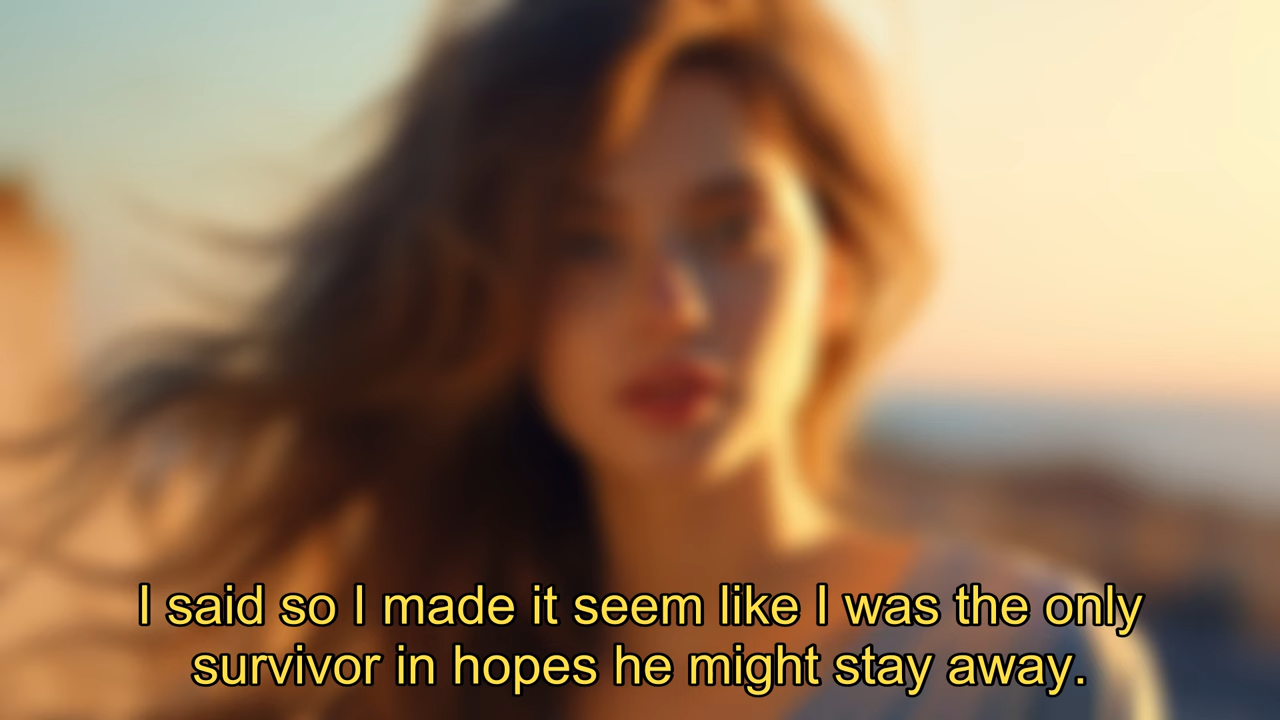 I said so I made it seem like I was the only
survivor in hopes he might stay away.